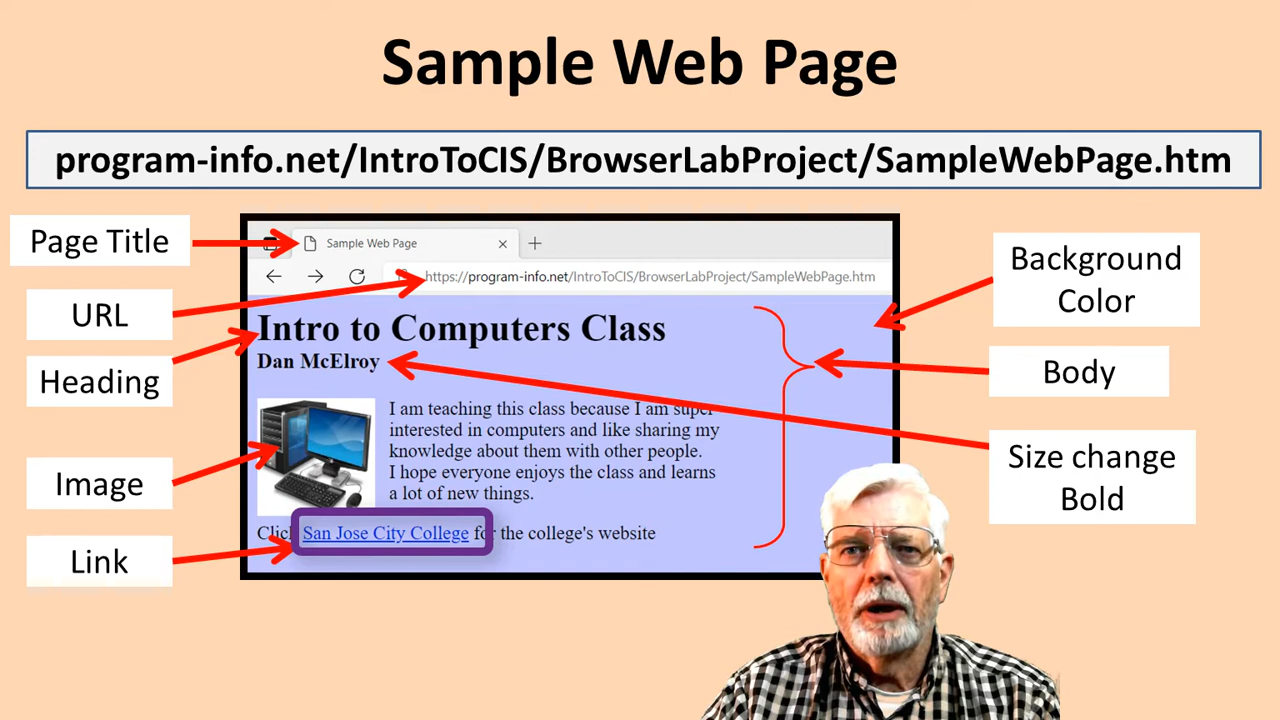 Sample Web Page
program-info.net/IntroToCIS/BrowserLabProject/SampleWebPage.htm
Page Title
URL
Heading
Image
Link
Sample Web Page
https://program-info.net/IntroToCIS/BrowserLabProject/SampleWebPage.htm
Intro to Computers Class
Dan McElroy
I am teaching this class because I am super
interested in computers and like sharing my
knowledge about them with other people.
I hope everyone enjoys the class and learns
a lot of new things.
Click San Jose City College for the college's website
Background
Color
Body
Size change
Bold